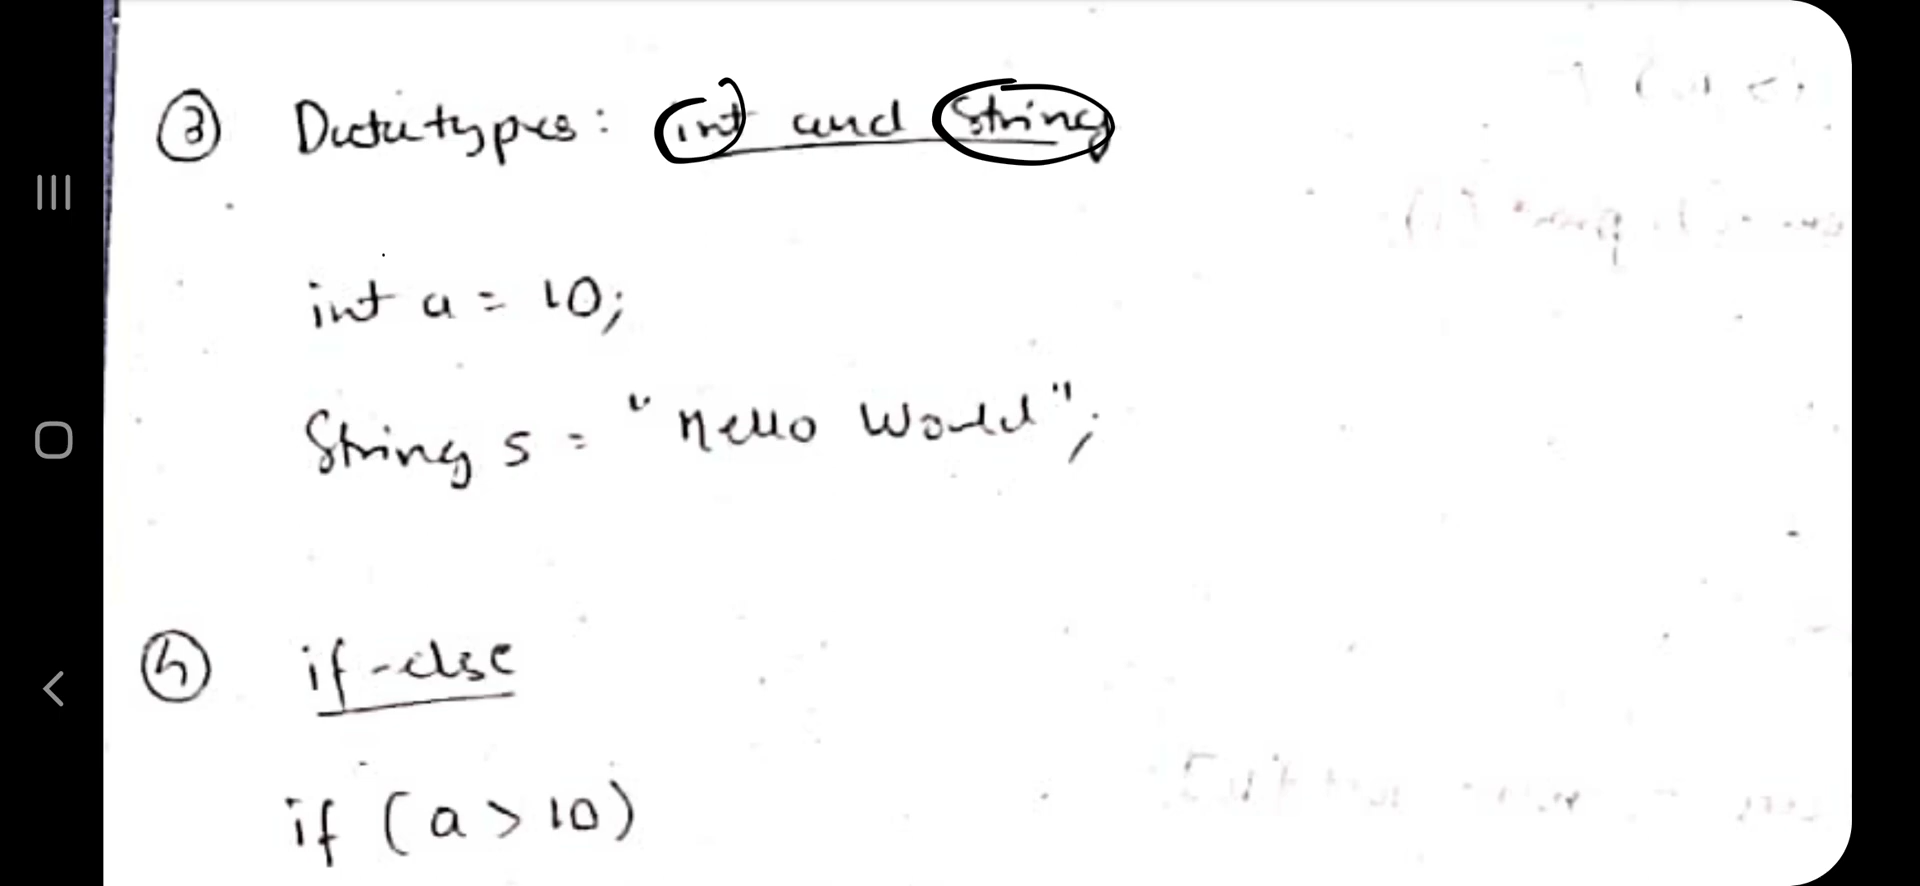 ③ Datatypes: int and String
int a = 10;
String s = "Hello World";
④ if-else
if (a > 10)